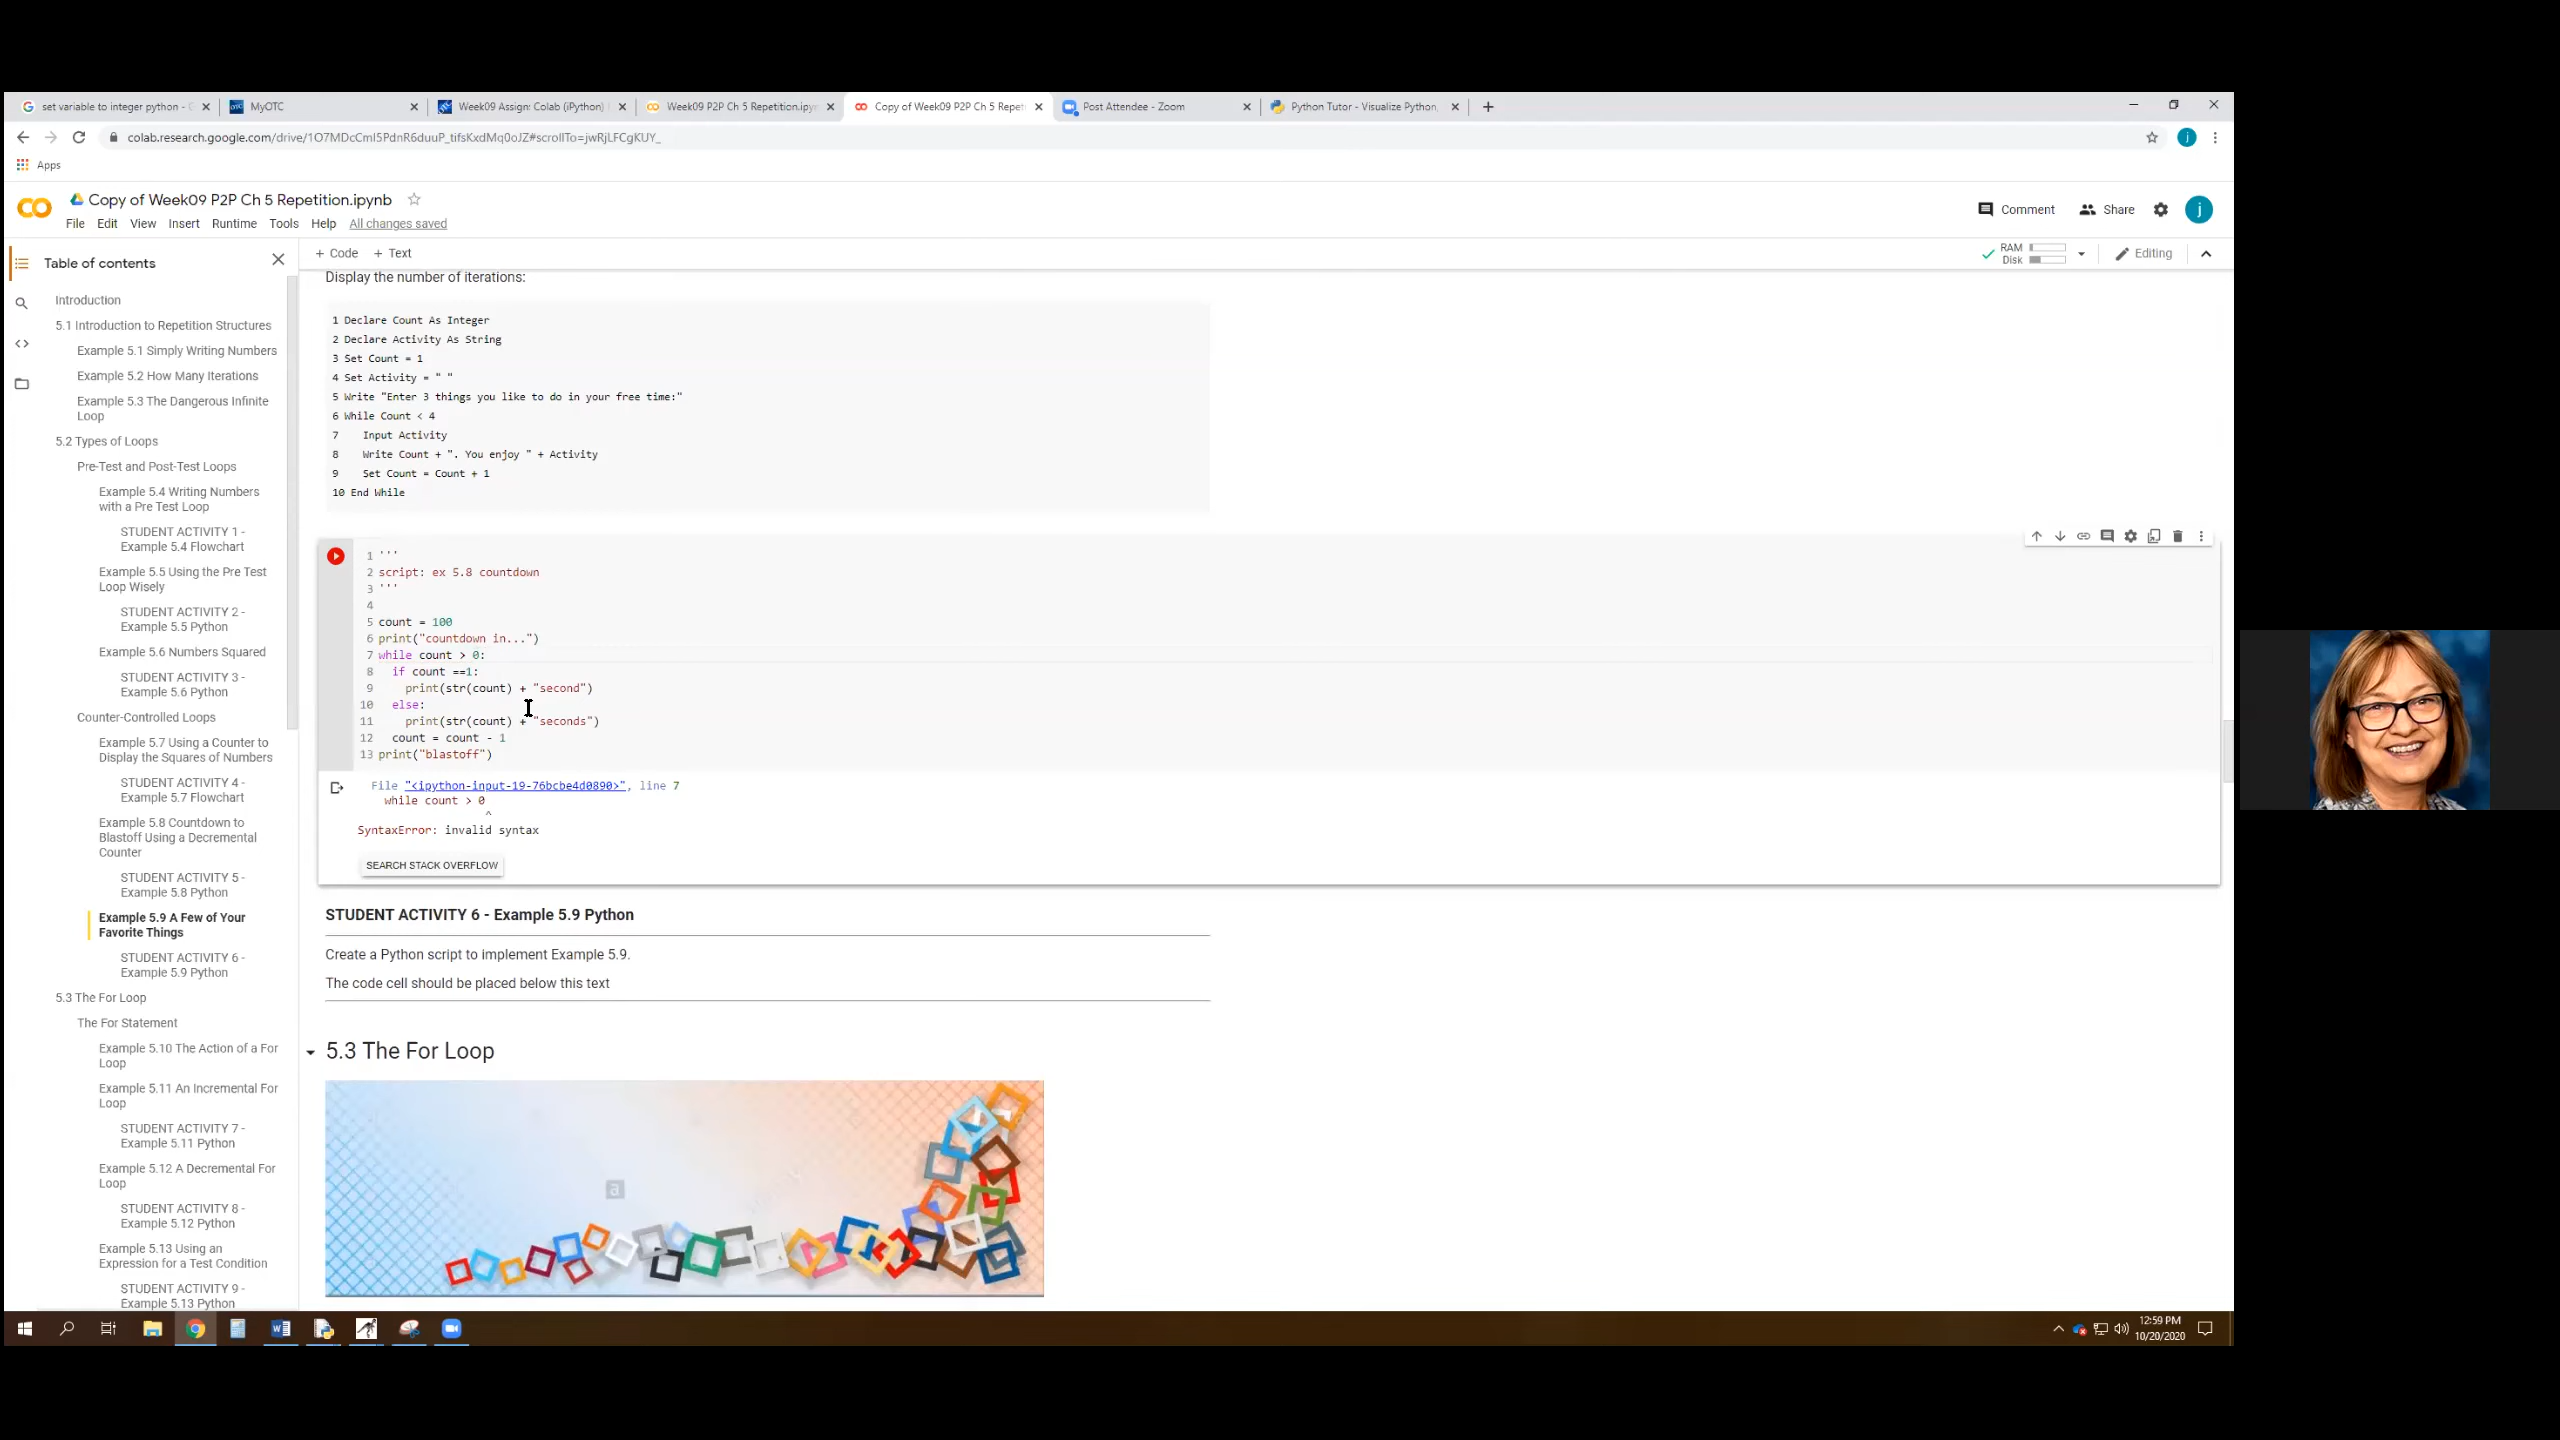 set variable to integer python - G
MyOTC
Week09 Assign: Colab (iPython)
Week09 P2P Ch 5 Repetition.ipyn
Copy of Week09 P2P Ch 5 Repeti
Post Attendee - Zoom
Python Tutor - Visualize Python,
colab.research.google.com/drive/1O7MDcCmI5PdnR6duuP_tifsKxdMq0oJZ#scrollTo=jwRjLFCgKUY_
j
Apps
CO
Copy of Week09 P2P Ch 5 Repetition.ipynb
File Edit View Insert Runtime Tools Help All changes saved
Comment
Share
j
Table of contents
Introduction
5.1 Introduction to Repetition Structures
Example 5.1 Simply Writing Numbers
Example 5.2 How Many Iterations
Example 5.3 The Dangerous Infinite
Loop
5.2 Types of Loops
Pre-Test and Post-Test Loops
Example 5.4 Writing Numbers
with a Pre Test Loop
STUDENT ACTIVITY 1 -
Example 5.4 Flowchart
Example 5.5 Using the Pre Test
Loop Wisely
STUDENT ACTIVITY 2 -
Example 5.5 Python
Example 5.6 Numbers Squared
STUDENT ACTIVITY 3 -
Example 5.6 Python
Counter-Controlled Loops
Example 5.7 Using a Counter to
Display the Squares of Numbers
STUDENT ACTIVITY 4 -
Example 5.7 Flowchart
Example 5.8 Countdown to
Blastoff Using a Decremental
Counter
STUDENT ACTIVITY 5 -
Example 5.8 Python
Example 5.9 A Few of Your
Favorite Things
STUDENT ACTIVITY 6 -
Example 5.9 Python
5.3 The For Loop
The For Statement
Example 5.10 The Action of a For
Loop
Example 5.11 An Incremental For
Loop
STUDENT ACTIVITY 7 -
Example 5.11 Python
Example 5.12 A Decremental For
Loop
STUDENT ACTIVITY 8 -
Example 5.12 Python
Example 5.13 Using an
Expression for a Test Condition
STUDENT ACTIVITY 9 -
Example 5.13 Python
+ Code + Text
RAM
Disk
Editing
Display the number of iterations:
1 Declare Count As Integer
2 Declare Activity As String
3 Set Count = 1
4 Set Activity = " "
5 Write "Enter 3 things you like to do in your free time:"
6 While Count < 4
7    Input Activity
8    Write Count + ". You enjoy " + Activity
9    Set Count = Count + 1
10 End While
1 '''
2 script: ex 5.8 countdown
3 '''
4
5 count = 100
6 print("countdown in...")
7 while count > 0:
8   if count ==1:
9     print(str(count) + "second")
10   else:
11     print(str(count) + "seconds")
12   count = count - 1
13 print("blastoff")
File "<ipython-input-19-76bcbe4d0890>", line 7
while count > 0
^
SyntaxError: invalid syntax
SEARCH STACK OVERFLOW
STUDENT ACTIVITY 6 - Example 5.9 Python
Create a Python script to implement Example 5.9.
The code cell should be placed below this text
5.3 The For Loop
a
12:59 PM
10/20/2020